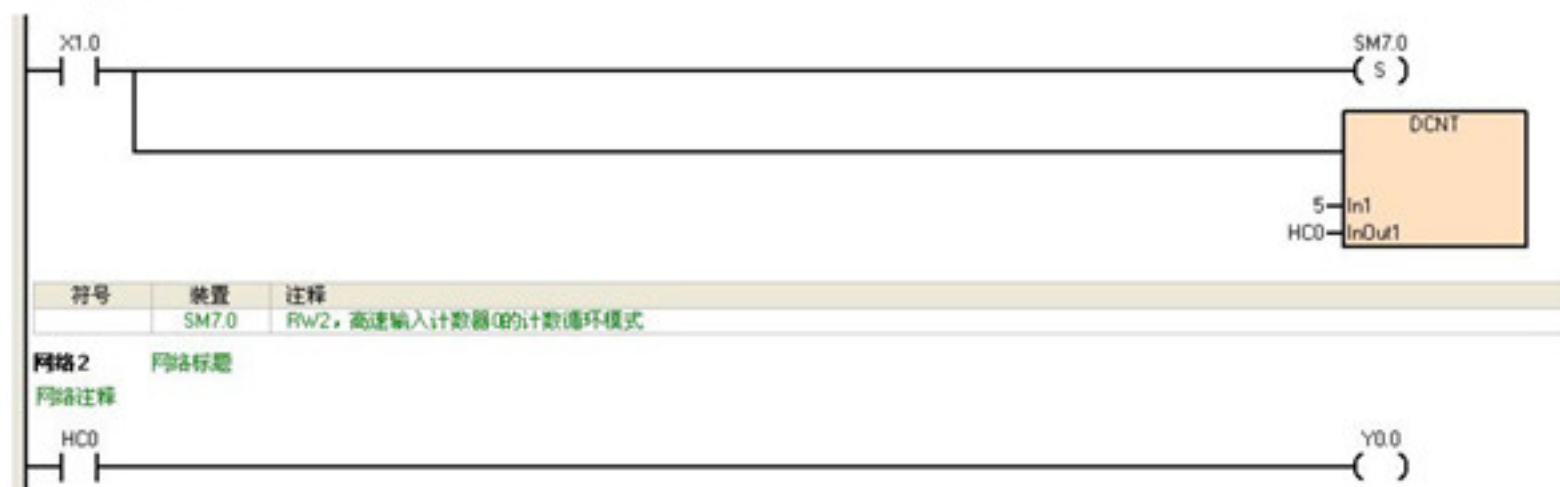 X1.0
SM7.0
( S )
DCNT
5 In1
HC0 InOut1
符号 装置 注释
SM7.0 RW2，高速输入计数器0的计数循环模式
网络2 网络标题
网络注释
HC0
Y0.0
( )